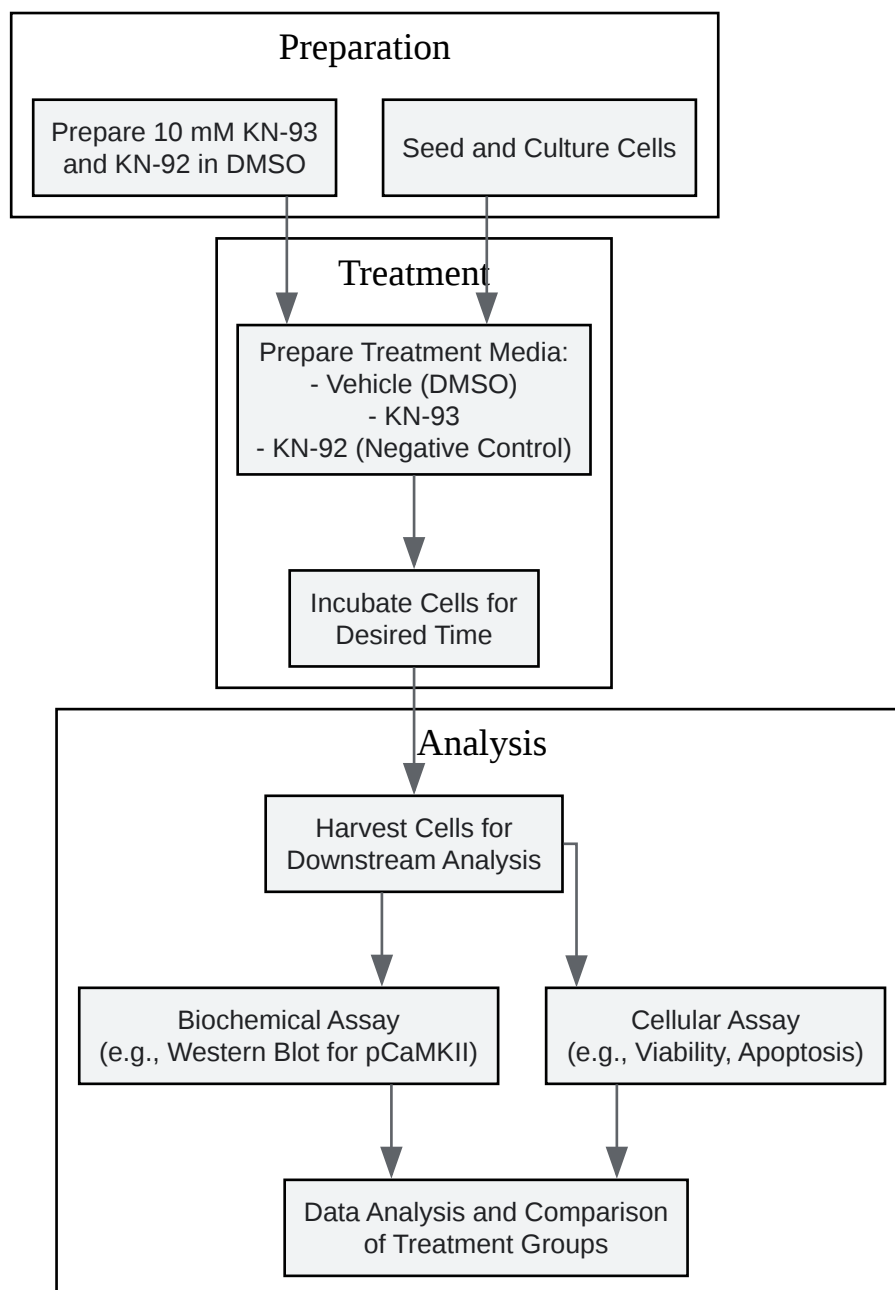 Preparation
Prepare 10 mM KN-93
and KN-92 in DMSO
Seed and Culture Cells
Treatment
Prepare Treatment Media:
- Vehicle (DMSO)
- KN-93
- KN-92 (Negative Control)
Incubate Cells for
Desired Time
Analysis
Harvest Cells for
Downstream Analysis
Biochemical Assay
(e.g., Western Blot for pCaMKII)
Cellular Assay
(e.g., Viability, Apoptosis)
Data Analysis and Comparison
of Treatment Groups